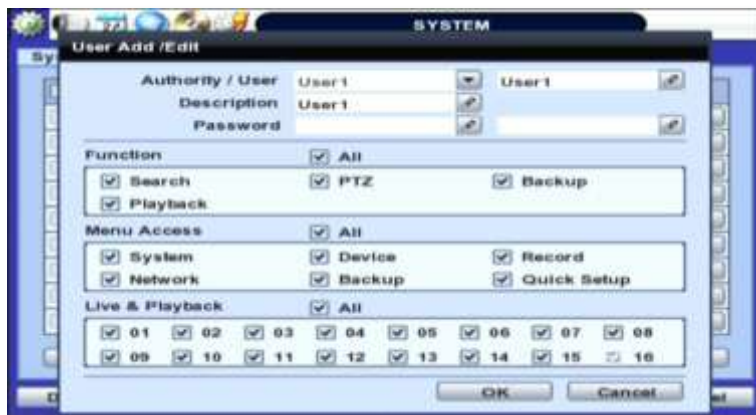 SYSTEM
User Add /Edit
Authority / User User1 User1
Description User1
Password
Function All
Search PTZ Backup
Playback
Menu Access All
System Device Record
Network Backup Quick Setup
Live & Playback All
01 02 03 04 05 06 07 08
09 10 11 12 13 14 15 16
OK Cancel